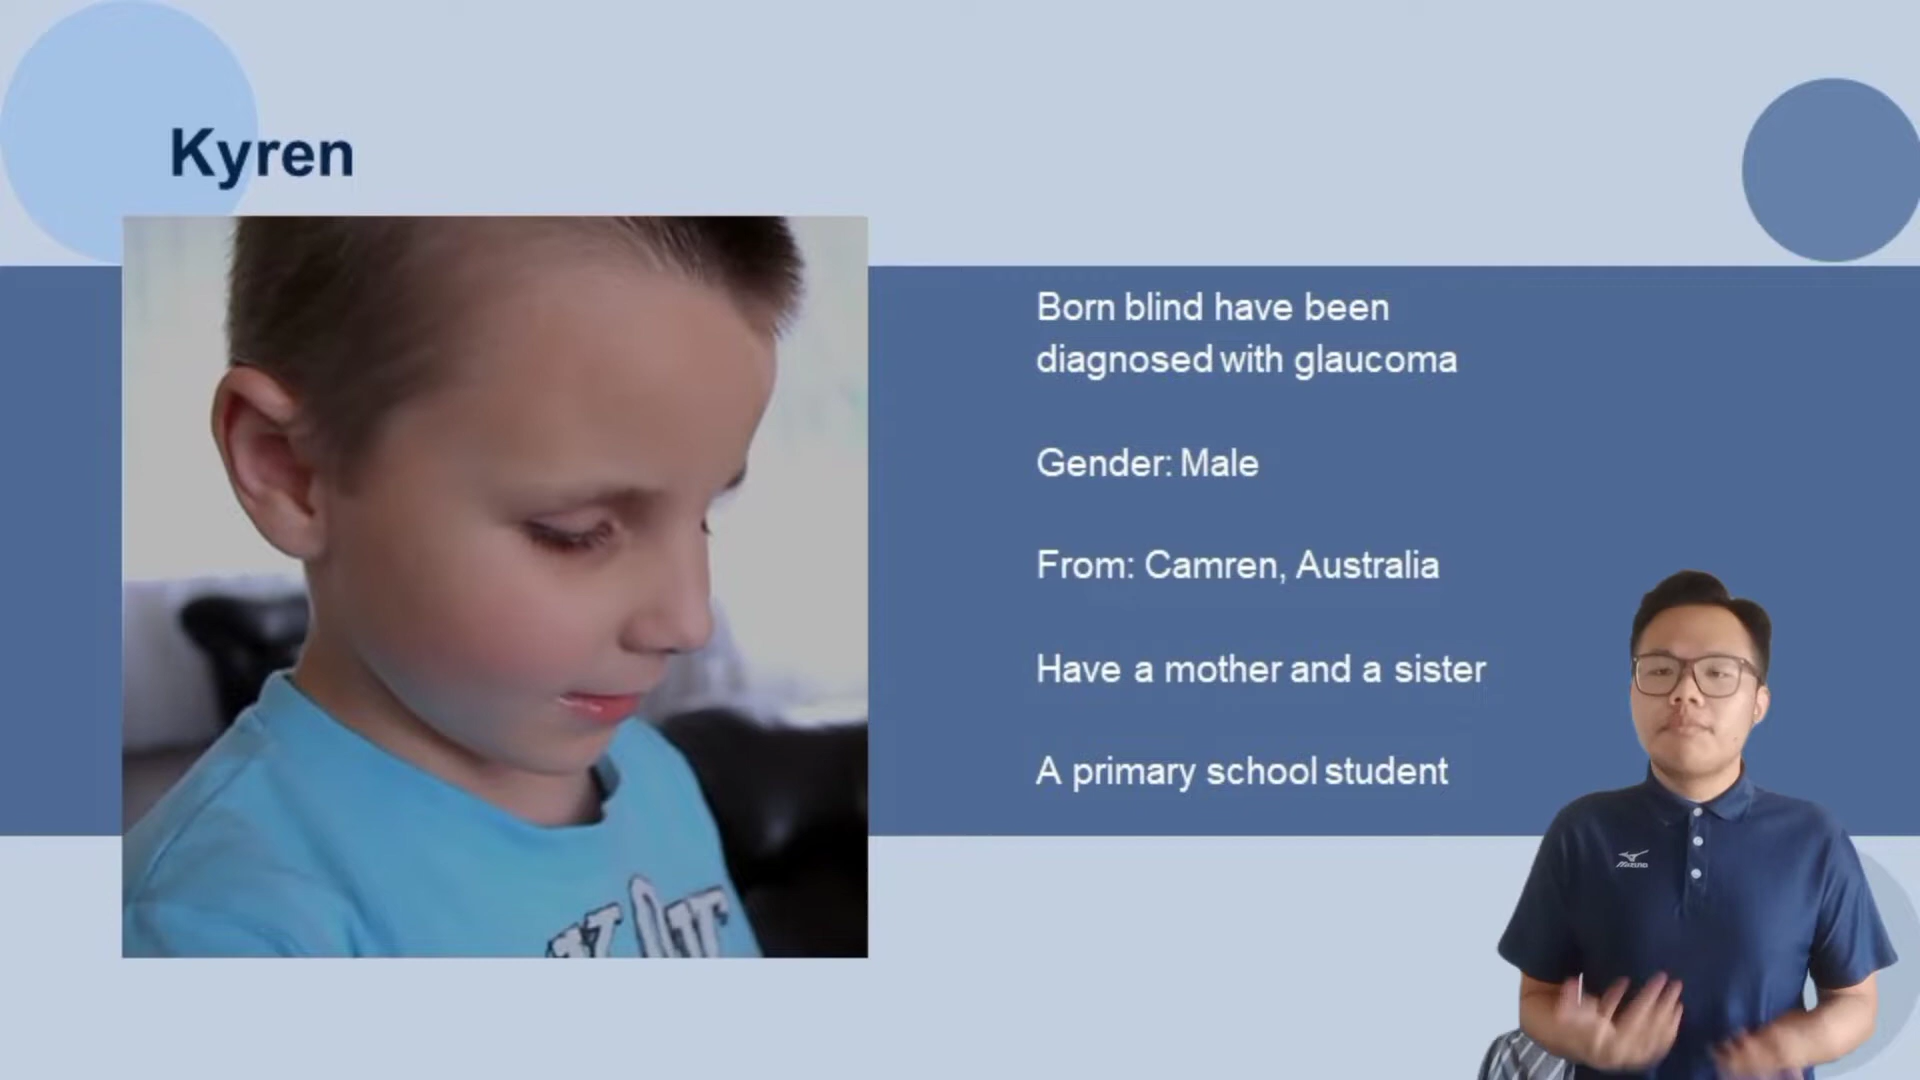 Kyren
Born blind have been
diagnosed with glaucoma
Gender: Male
From: Camren, Australia
Have a mother and a sister
A primary school student
MIZUNO